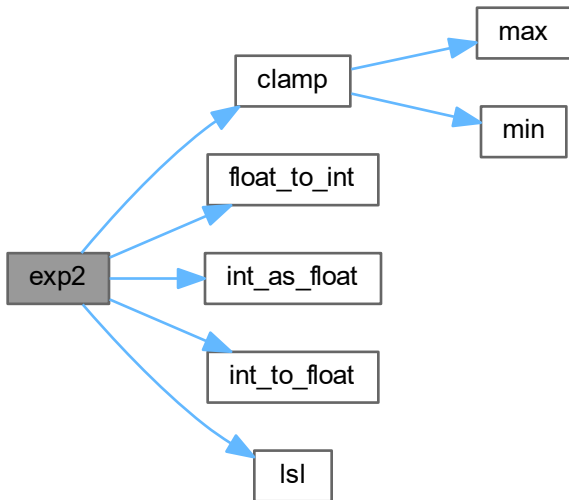 max
clamp
min
float_to_int
exp2
int_as_float
int_to_float
lsl